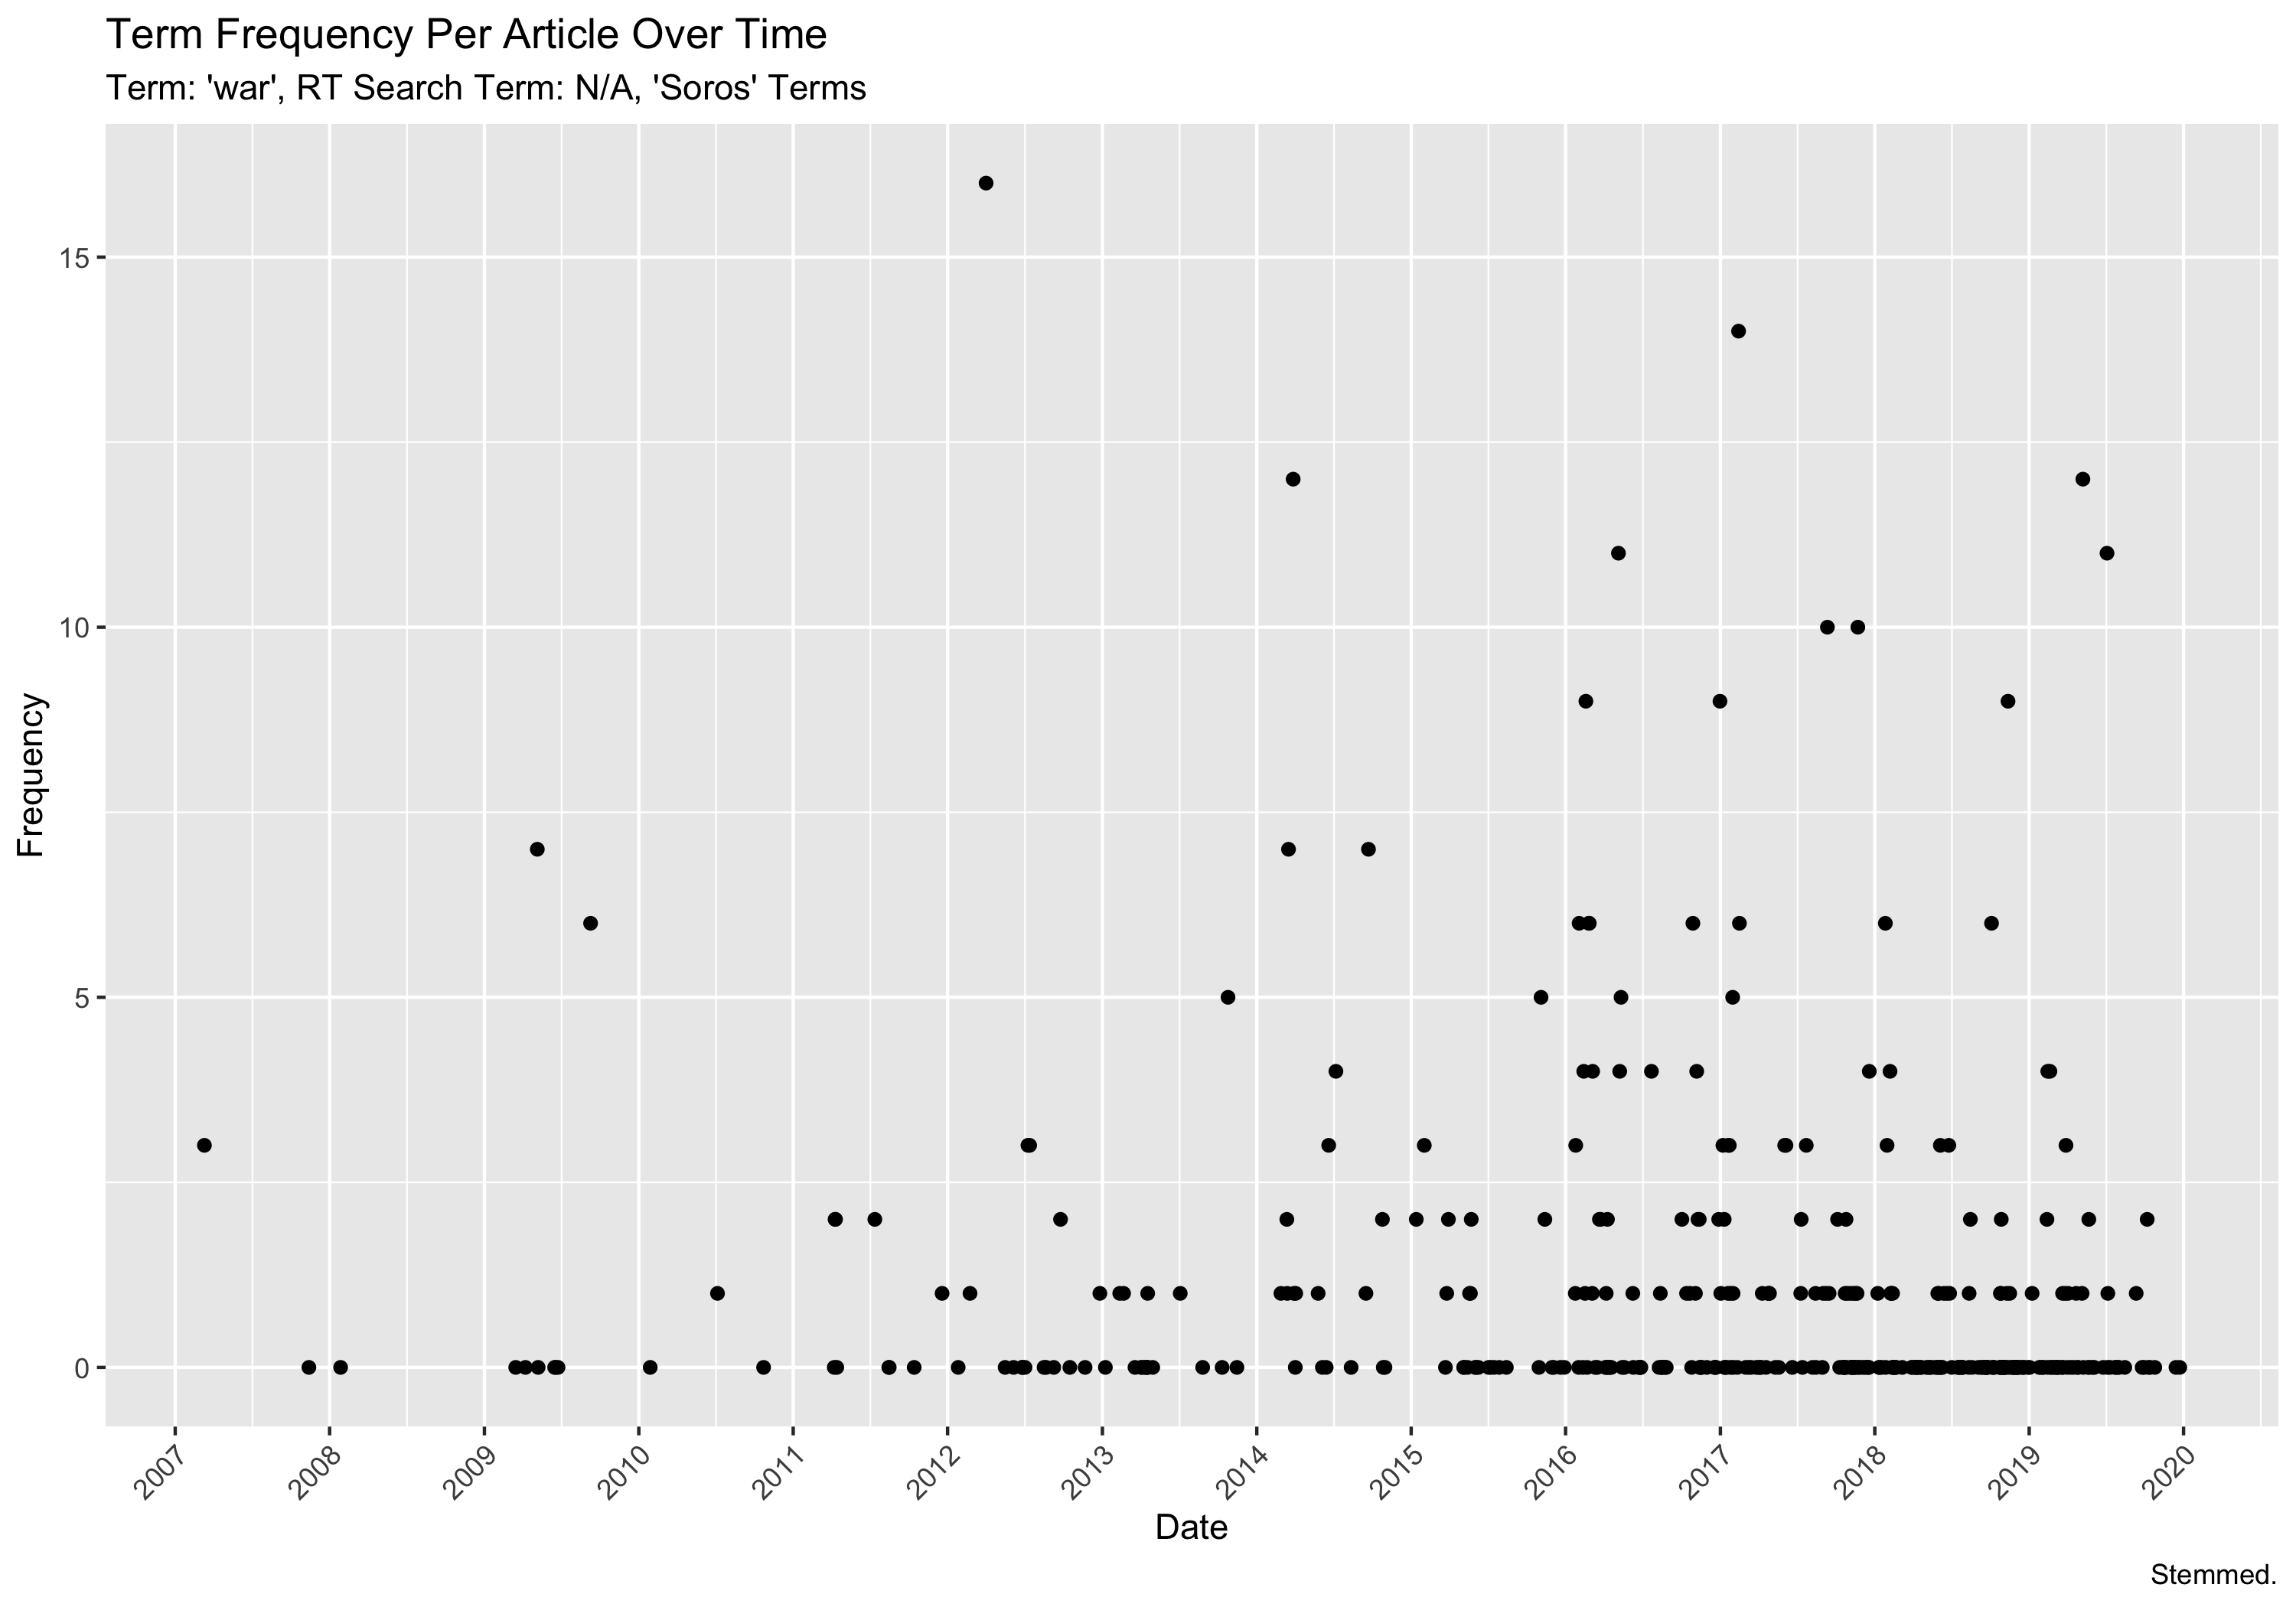 Term Frequency Per Article Over Time
Term: 'war', RT Search Term: N/A, 'Soros' Terms
Frequency
15
10
5
0
2007 2008 2009 2010 2011 2012 2013 2014 2015 2016 2017 2018 2019 2020
Date
Stemmed.